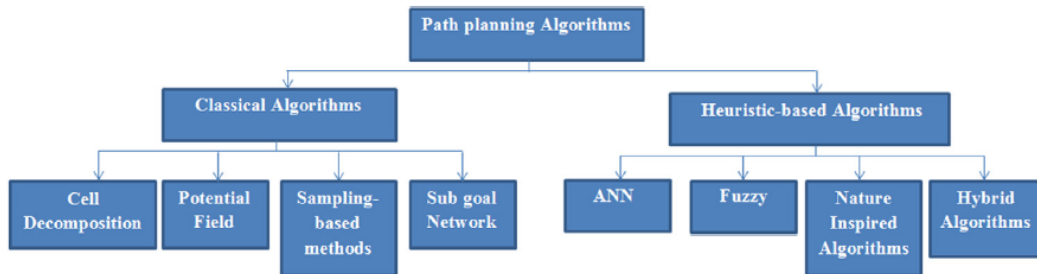 Path planning Algorithms
Classical Algorithms
Heuristic-based Algorithms
Cell
Decomposition
Potential
Field
Sampling-
based
methods
Sub goal
Network
ANN
Fuzzy
Nature
Inspired
Algorithms
Hybrid
Algorithms